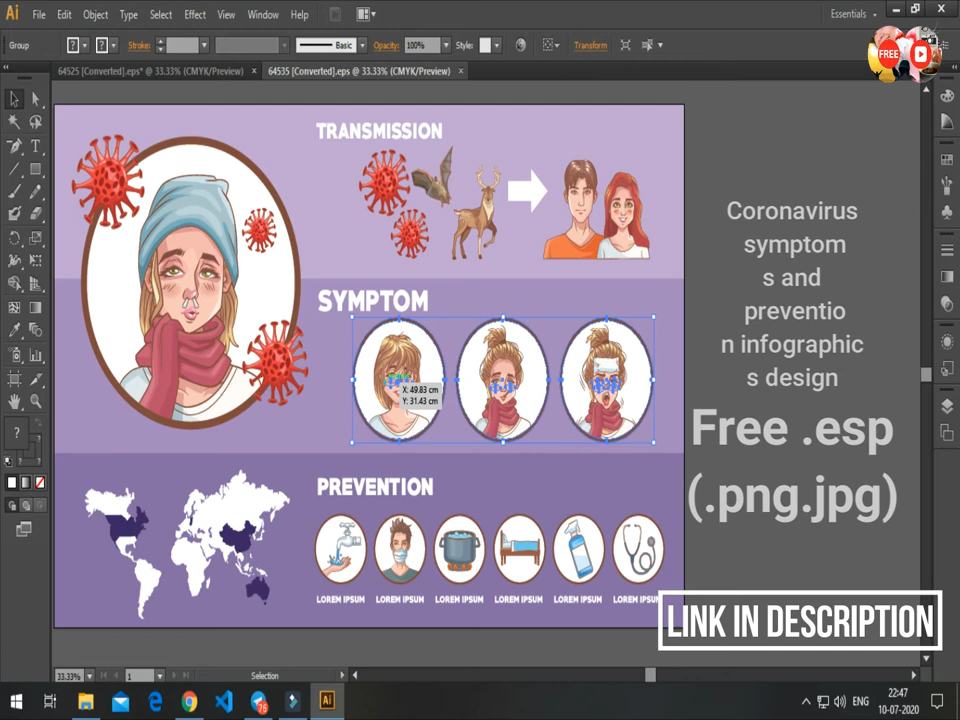 Ai File Edit Object Type Select Effect View Window Help Essentials
Group ? ? Stroke: Basic Opacity: 100% Style: Transform
FREE
64525 [Converted].eps* @ 33.33% (CMYK/Preview) × 64535 [Converted].eps @ 33.33% (CMYK/Preview) ×
TRANSMISSION
SYMPTOM
X: 49.83 cm
Y: 31.43 cm
PREVENTION
LOREM IPSUM LOREM IPSUM LOREM IPSUM LOREM IPSUM LOREM IPSUM LOREM IPSUM
Coronavirus
symptom
s and
preventio
n infographic
s design
Free .esp
(.png.jpg)
LINK IN DESCRIPTION
?
33.33% 1 Selection
76 Ai ENG 22:47
10-07-2020